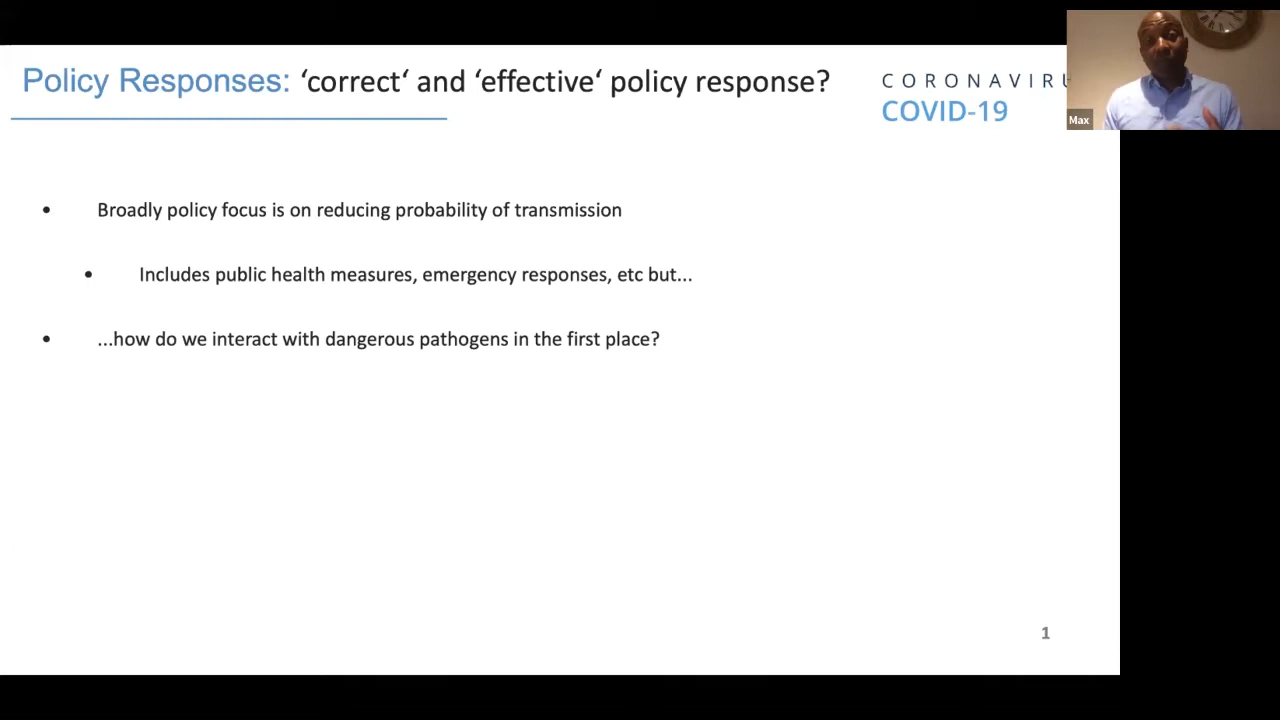 Policy Responses: ‘correct‘ and ‘effective‘ policy response?
CORONAVIRU
COVID-19
Max
• Broadly policy focus is on reducing probability of transmission
• Includes public health measures, emergency responses, etc but...
• ...how do we interact with dangerous pathogens in the first place?
1